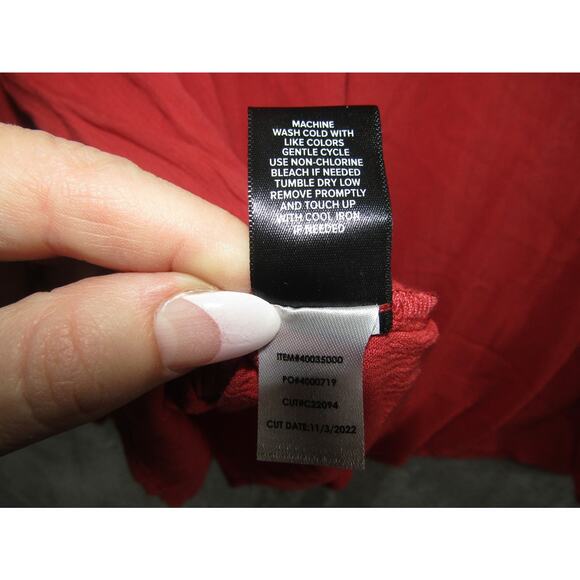 MACHINE
WASH COLD WITH
LIKE COLORS
GENTLE CYCLE
USE NON-CHLORINE
BLEACH IF NEEDED
TUMBLE DRY LOW
REMOVE PROMPTLY
AND TOUCH UP
WITH COOL IRON
IF NEEDED
ITEM#40035000
PO#4000719
CUT#C22094
CUT DATE:11/3/2022